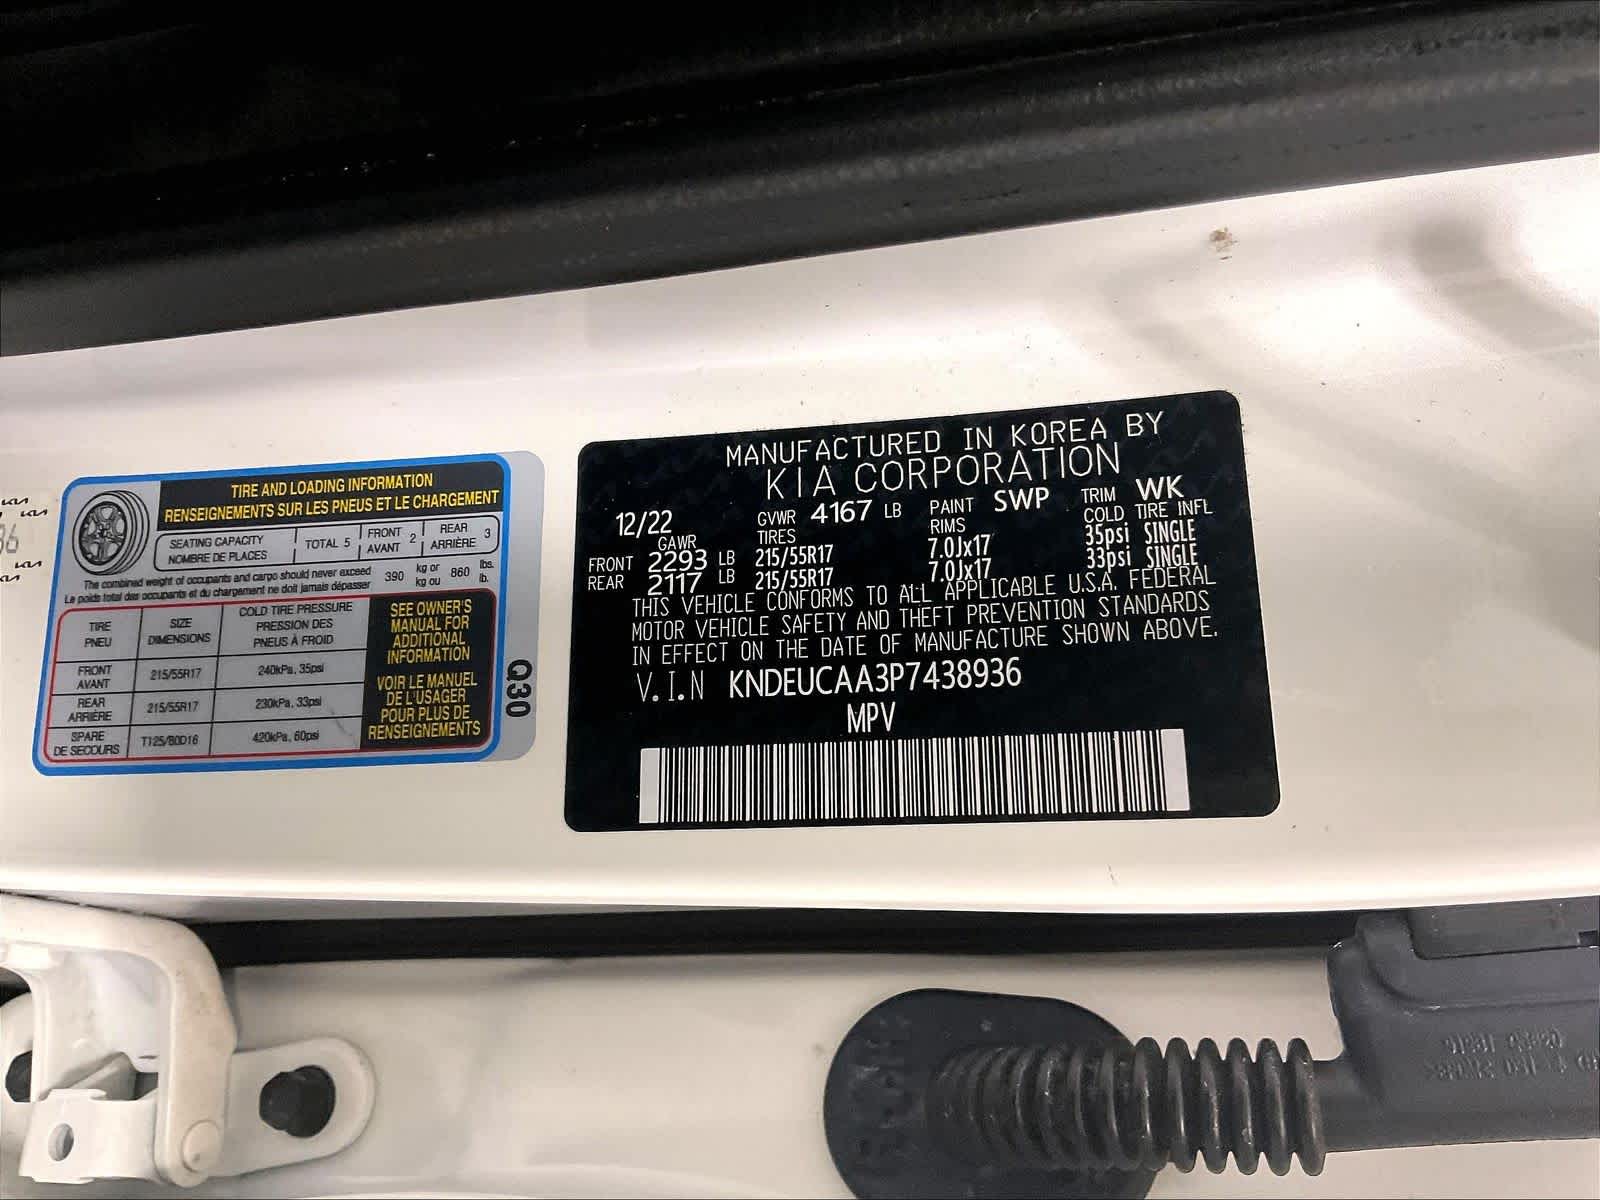 TIRE AND LOADING INFORMATION
RENSEIGNEMENTS SUR LES PNEUS ET LE CHARGEMENT
SEATING CAPACITY
NOMBRE DE PLACES
TOTAL 5
FRONT
AVANT 2
REAR
ARRIÈRE 3
The combined weight of occupants and cargo should never exceed
Le poids total des occupants et du chargement ne doit jamais dépasser
390 kg or
kg ou
860 lbs.
lb.
TIRE
PNEU
SIZE
DIMENSIONS
COLD TIRE PRESSURE
PRESSION DES
PNEUS À FROID
FRONT
AVANT
215/55R17
240kPa, 35psi
REAR
ARRIÈRE
215/55R17
230kPa, 33psi
SPARE
DE SECOURS
T125/80D16
420kPa, 60psi
SEE OWNER'S
MANUAL FOR
ADDITIONAL
INFORMATION
VOIR LE MANUEL
DE L'USAGER
POUR PLUS DE
RENSEIGNEMENTS
Q30
MANUFACTURED IN KOREA BY
KIA CORPORATION
12/22 GVWR 4167 LB PAINT SWP TRIM WK
GAWR TIRES RIMS COLD TIRE INFL
FRONT 2293 LB 215/55R17 7.0Jx17 35psi SINGLE
REAR 2117 LB 215/55R17 7.0Jx17 33psi SINGLE
THIS VEHICLE CONFORMS TO ALL APPLICABLE U.S.A. FEDERAL
MOTOR VEHICLE SAFETY AND THEFT PREVENTION STANDARDS
IN EFFECT ON THE DATE OF MANUFACTURE SHOWN ABOVE.
V.I.N KNDEUCAA3P7438936
MPV